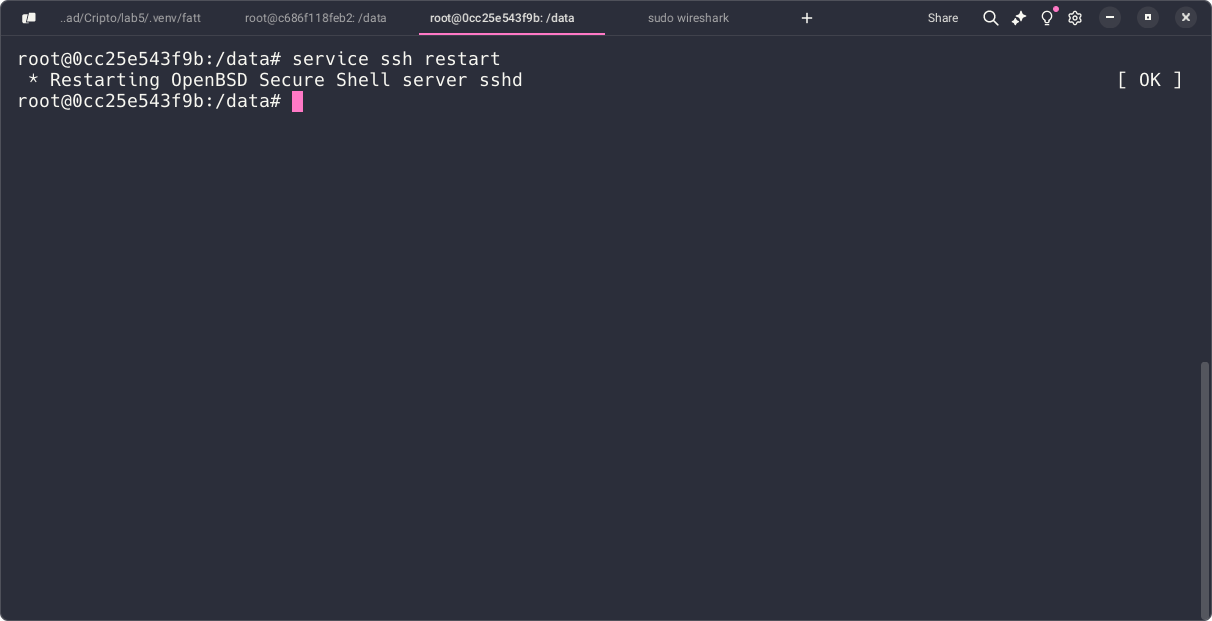 ..ad/Cripto/lab5/.venv/fatt root@c686f118feb2: /data root@0cc25e543f9b: /data sudo wireshark + Share
root@0cc25e543f9b:/data# service ssh restart
 * Restarting OpenBSD Secure Shell server sshd [ OK ]
root@0cc25e543f9b:/data#